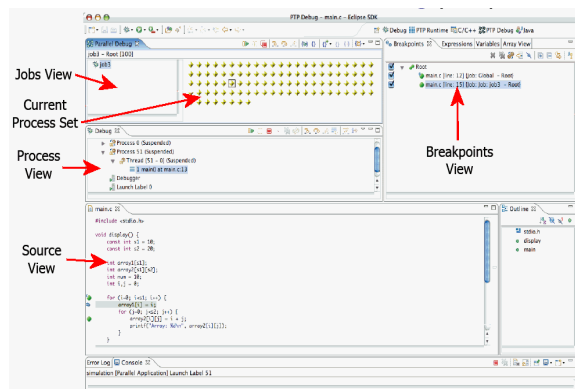 PTP Debug - main.c - Eclipse SDK
Debug PTP Runtime C/C++ PTP Debug Java
Parallel Debug
job3 - Root [100]
job3
Breakpoints Expressions Variables Array View
Root
main.c [line: 12] [Job: Global - Root]
main.c [line: 15] [Job: Job: Job3 - Root]
Jobs View
Current
Process Set
Process
View
Breakpoints
View
Source
View
Debug
Process 0 (Suspended)
Process 51 (Suspended)
Thread [51 - 0] (Suspended)
1 main() at main.c:13
Debugger
Launch Label 0
main.c
#include <stdio.h>
void display() {
const int s1 = 10;
const int s2 = 20;
int array1[s1];
int array2[s1][s2];
int num = 10;
int i,j = 0;
for (i=0; i<s1; i++) {
array1[i] = i;
for (j=0; j<s2; j++) {
array2[i][j] = i + j;
printf("Array: %d\n", array2[i][j]);
}
}
Outline
stdio.h
display
main
Error Log Console
simulation [Parallel Application] Launch Label 51